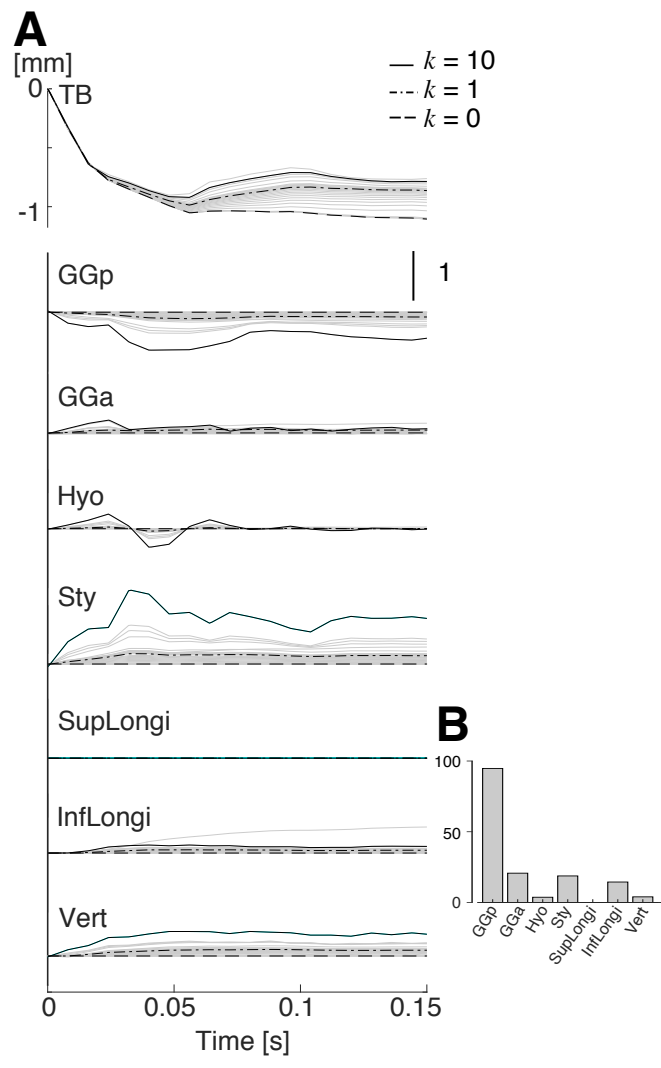 A
[mm]
0
TB
-1
k = 10
k = 1
k = 0
GGp
1
GGa
Hyo
Sty
SupLongi
InfLongi
Vert
0
0.05
0.1
0.15
Time [s]
B
100
50
0
GGp
GGa
Hyo
Sty
SupLongi
InfLongi
Vert